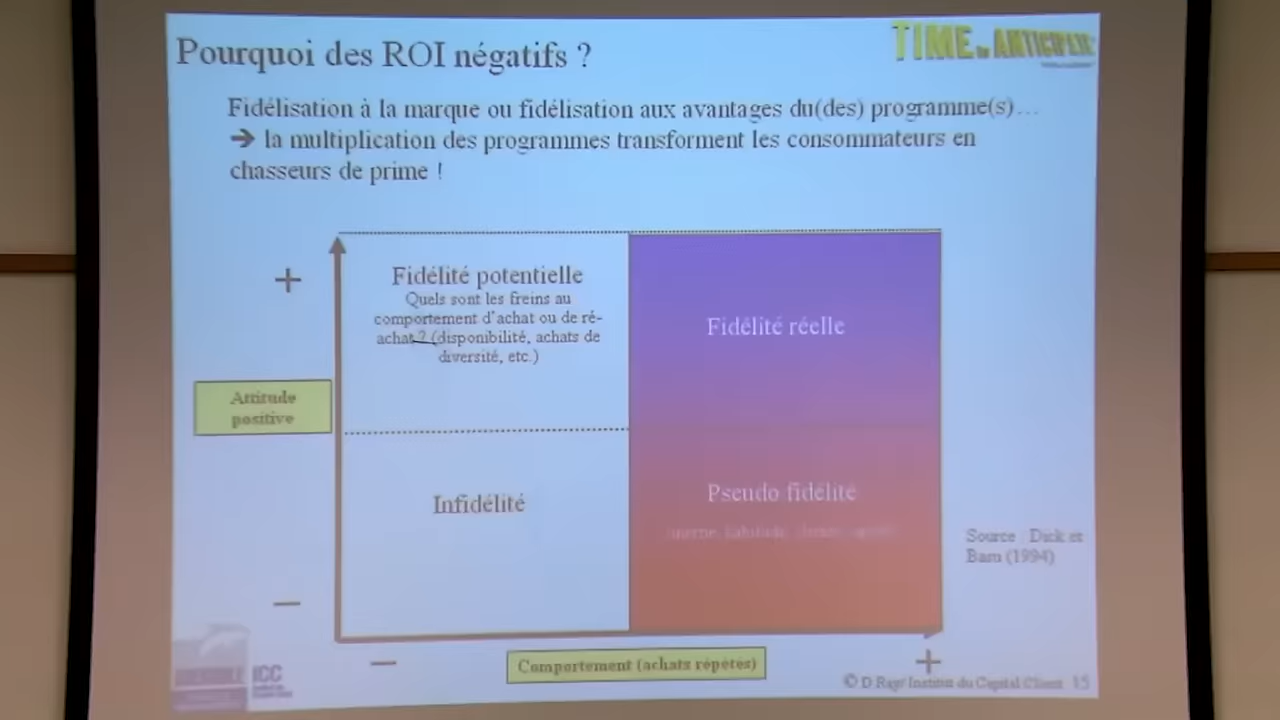 Pourquoi des ROI négatifs ?
TIME to ANTICIPATE
Fidélisation à la marque ou fidélisation aux avantages du(des) programme(s)…
➔ la multiplication des programmes transforment les consommateurs en
chasseurs de prime !
+
Fidélité potentielle
Quels sont les freins au
comportement d'achat ou de ré-
achat ? (disponibilité, achats de
diversité, etc.)
Fidélité réelle
Attitude
positive
Infidélité
Pseudo fidélité
Source : Dick et
Basu (1994)
–
–
Comportement (achats répétés)
+
ICC
© D Ray/ Institut du Capital Client 15